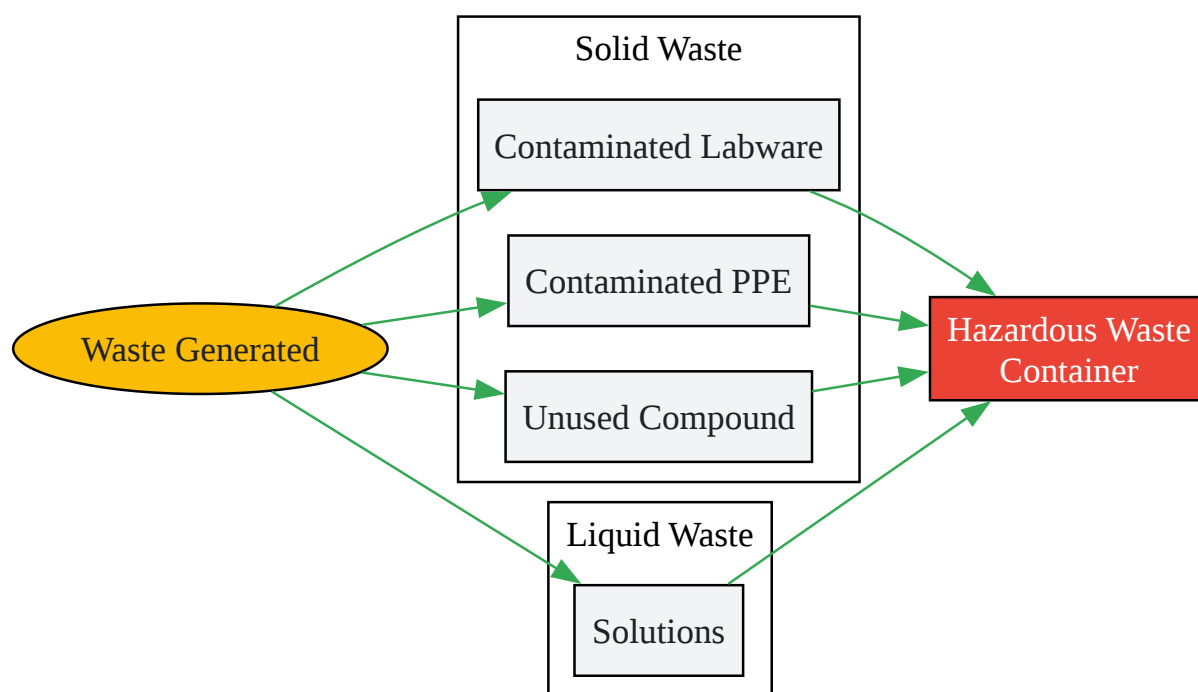 Solid Waste
Contaminated Labware
Contaminated PPE
Waste Generated
Hazardous Waste
Container
Unused Compound
Liquid Waste
Solutions